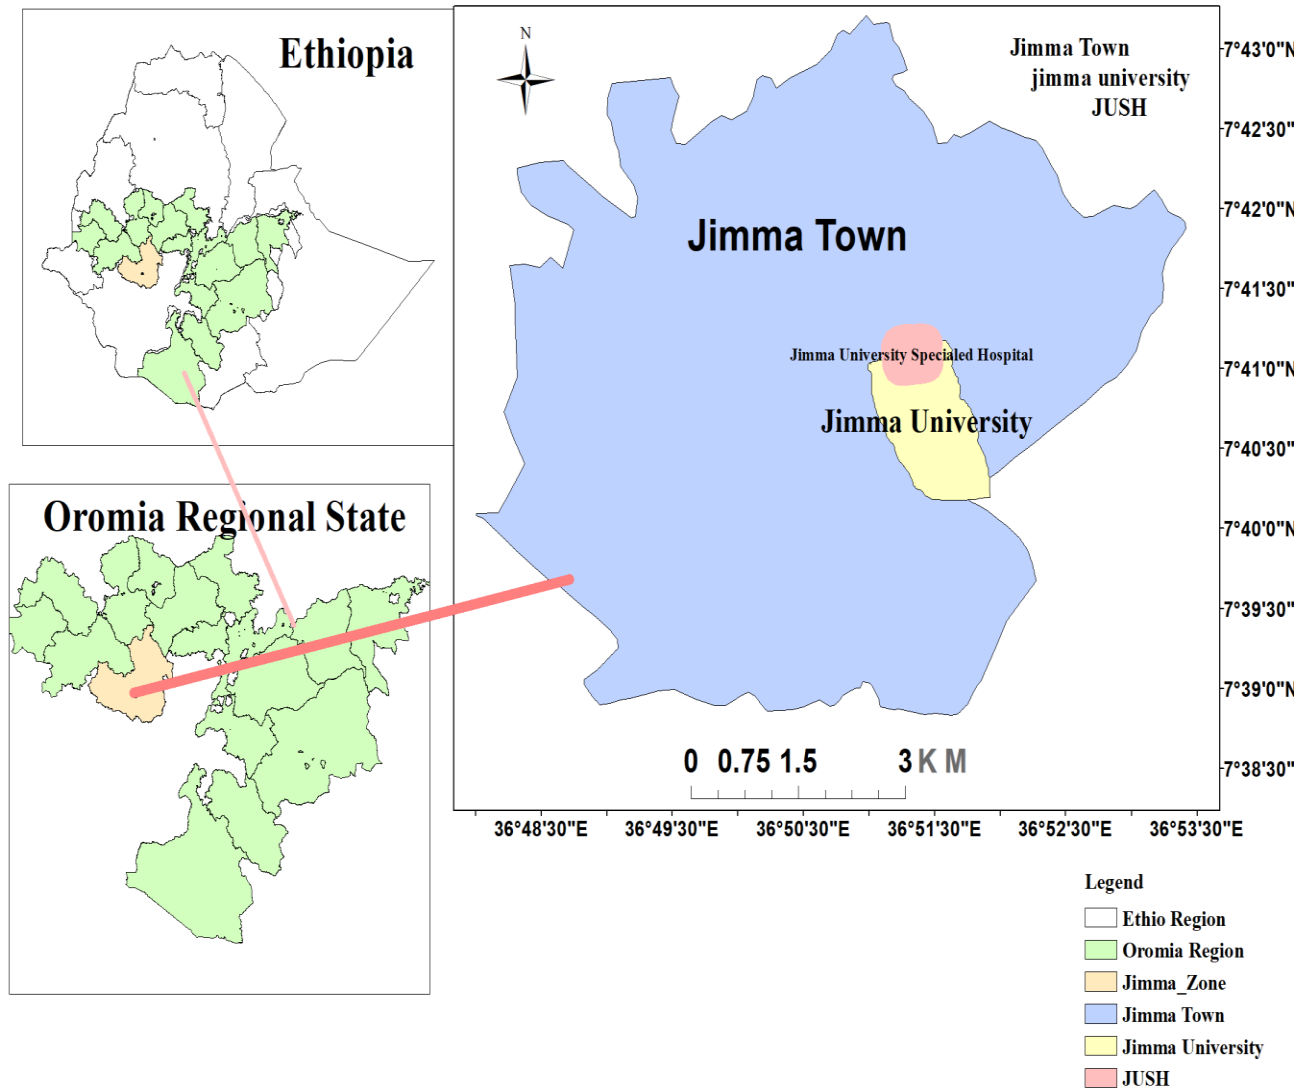 Ethiopia
N
Jimma Town
jimma university
JUSH
Jimma Town
Jimma University Specialed Hospital
Jimma University
7°43'0"N
7°42'30"N
7°42'0"N
7°41'30"N
7°41'0"N
7°40'30"N
7°40'0"N
7°39'30"N
7°39'0"N
7°38'30"N
0 0.75 1.5 3 K M
36°48'30"E 36°49'30"E 36°50'30"E 36°51'30"E 36°52'30"E 36°53'30"E
Oromia Regional State
Legend
Ethio Region
Oromia Region
Jimma_Zone
Jimma Town
Jimma University
JUSH